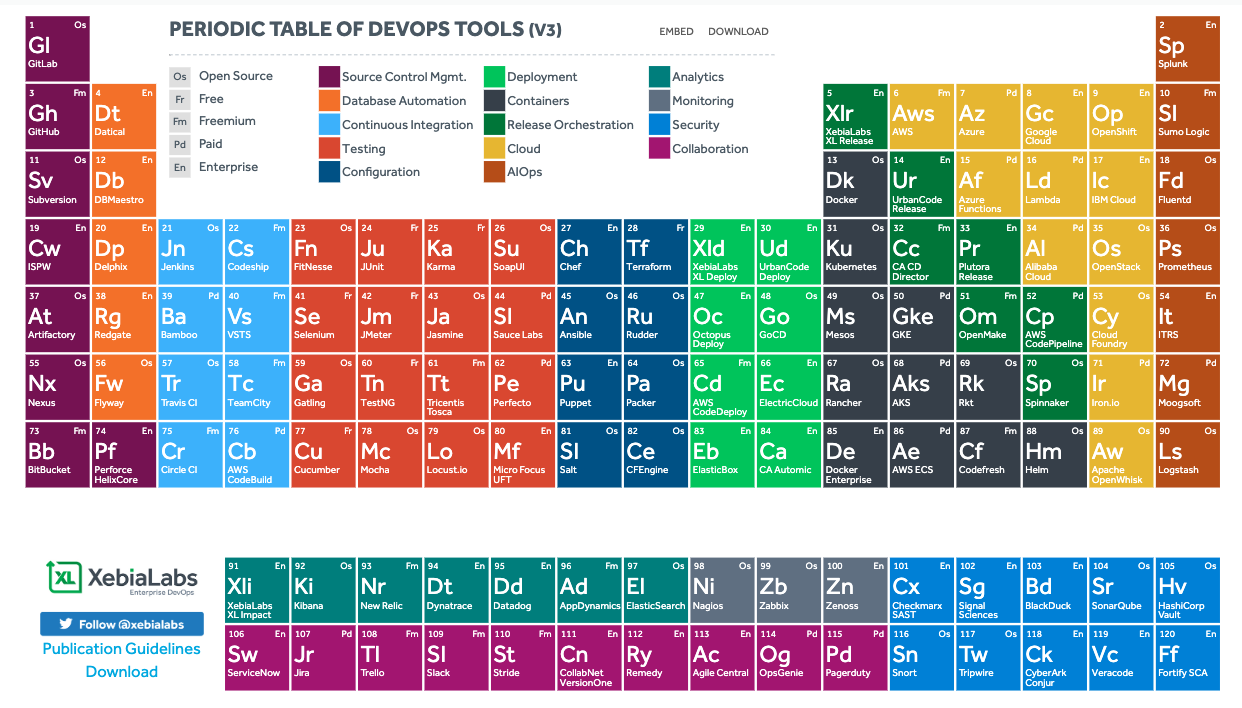 PERIODIC TABLE OF DEVOPS TOOLS (V3)
EMBED DOWNLOAD
Os Open Source
Fr Free
Fm Freemium
Pd Paid
En Enterprise
Source Control Mgmt.
Database Automation
Continuous Integration
Testing
Configuration
Deployment
Containers
Release Orchestration
Cloud
AIOps
Analytics
Monitoring
Security
Collaboration
1 Os
Gl
GitLab
2 En
Sp
Splunk
3 Fm
Gh
GitHub
4 En
Dt
Datical
5 En
Xlr
XebiaLabs
XL Release
6 Fm
Aws
AWS
7 Pd
Az
Azure
8 En
Gc
Google
Cloud
9 En
Op
OpenShift
10 Fm
Sl
Sumo Logic
11 Os
Sv
Subversion
12 En
Db
DBMaestro
13 Os
Dk
Docker
14 En
Ur
UrbanCode
Release
15 Pd
Af
Azure
Functions
16 Pd
Ld
Lambda
17 En
Ic
IBM Cloud
18 Os
Fd
Fluentd
19 En
Cw
ISPW
20 En
Dp
Delphix
21 Os
Jn
Jenkins
22 Fm
Cs
Codeship
23 Os
Fn
FitNesse
24 Fr
Ju
JUnit
25 Fr
Ka
Karma
26 Os
Su
SoapUI
27 En
Ch
Chef
28 Fr
Tf
Terraform
29 En
Xld
XebiaLabs
XL Deploy
30 En
Ud
UrbanCode
Deploy
31 Os
Ku
Kubernetes
32 Fm
Cc
CA CD
Director
33 En
Pr
Plutora
Release
34 Pd
Al
Alibaba
Cloud
35 Os
Os
OpenStack
36 Os
Ps
Prometheus
37 Os
At
Artifactory
38 En
Rg
Redgate
39 Pd
Ba
Bamboo
40 Fm
Vs
VSTS
41 Fr
Se
Selenium
42 Fr
Jm
JMeter
43 Os
Ja
Jasmine
44 Pd
Sl
Sauce Labs
45 Os
An
Ansible
46 Os
Ru
Rudder
47 En
Oc
Octopus
Deploy
48 Os
Go
GoCD
49 Os
Ms
Mesos
50 Pd
Gke
GKE
51 Fm
Om
OpenMake
52 Pd
Cp
AWS
CodePipeline
53 Os
Cy
Cloud
Foundry
54 En
It
ITRS
55 Os
Nx
Nexus
56 Os
Fw
Flyway
57 Os
Tr
Travis CI
58 Fm
Tc
TeamCity
59 Os
Ga
Gatling
60 Fr
Tn
TestNG
61 Fm
Tt
Tricentis
Tosca
62 Pd
Pe
Perfecto
63 En
Pu
Puppet
64 Os
Pa
Packer
65 Fm
Cd
AWS
CodeDeploy
66 En
Ec
ElectricCloud
67 Os
Ra
Rancher
68 Pd
Aks
AKS
69 Os
Rk
Rkt
70 Os
Sp
Spinnaker
71 Pd
Ir
Iron.io
72 Pd
Mg
Moogsoft
73 Fm
Bb
BitBucket
74 En
Pf
Perforce
HelixCore
75 Fm
Cr
Circle CI
76 Pd
Cb
AWS
CodeBuild
77 Fr
Cu
Cucumber
78 Os
Mc
Mocha
79 Os
Lo
Locust.io
80 En
Mf
Micro Focus
UFT
81 Os
Sl
Salt
82 Os
Ce
CFEngine
83 En
Eb
ElasticBox
84 En
Ca
CA Automic
85 En
De
Docker
Enterprise
86 Pd
Ae
AWS ECS
87 Fm
Cf
Codefresh
88 Os
Hm
Helm
89 Os
Aw
Apache
OpenWhisk
90 Os
Ls
Logstash
XL XebiaLabs
Enterprise DevOps
Follow @xebialabs
Publication Guidelines
Download
91 En
Xli
XebiaLabs
XL Impact
92 Os
Ki
Kibana
93 Fm
Nr
New Relic
94 En
Dt
Dynatrace
95 En
Dd
Datadog
96 Fm
Ad
AppDynamics
97 Os
El
ElasticSearch
98 Os
Ni
Nagios
99 Os
Zb
Zabbix
100 En
Zn
Zenoss
101 En
Cx
Checkmarx
SAST
102 En
Sg
Signal
Sciences
103 En
Bd
BlackDuck
104 Os
Sr
SonarQube
105 Os
Hv
HashiCorp
Vault
106 En
Sw
ServiceNow
107 Pd
Jr
Jira
108 Fm
Tl
Trello
109 Fm
Sl
Slack
110 Fm
St
Stride
111 En
Cn
CollabNet
VersionOne
112 En
Ry
Remedy
113 En
Ac
Agile Central
114 Pd
Og
OpsGenie
115 Pd
Pd
Pagerduty
116 Os
Sn
Snort
117 Os
Tw
Tripwire
118 En
Ck
CyberArk
Conjur
119 En
Vc
Veracode
120 En
Ff
Fortify SCA